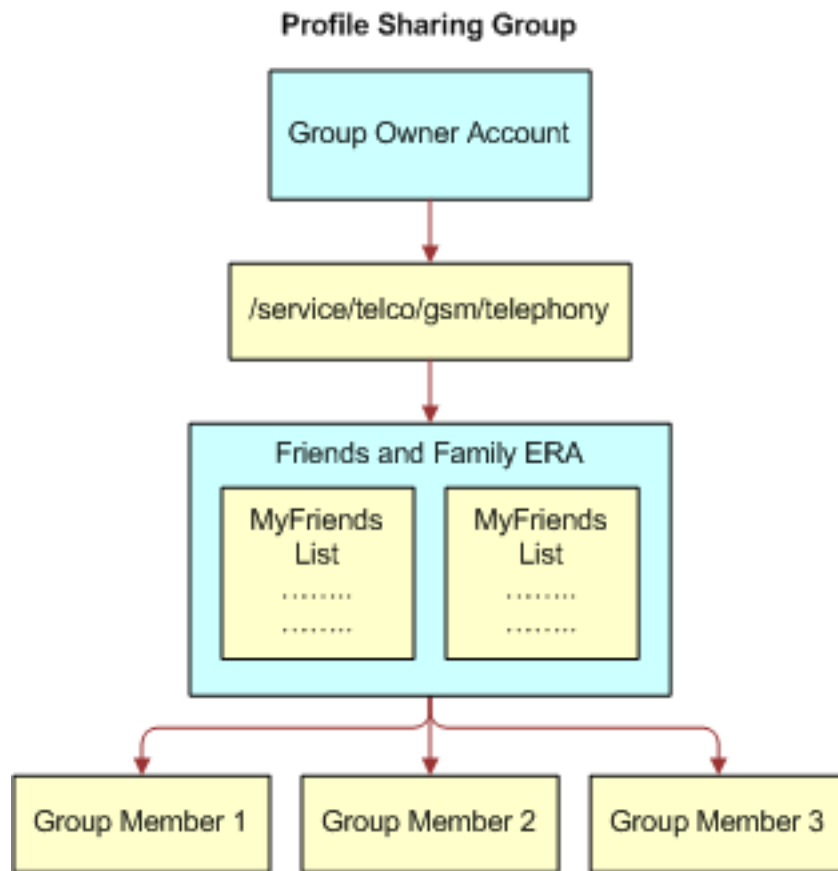 Profile Sharing Group
Group Owner Account
/service/telco/gsm/telephony
Friends and Family ERA
MyFriends
List
........
........
MyFriends
List
........
........
Group Member 1
Group Member 2
Group Member 3